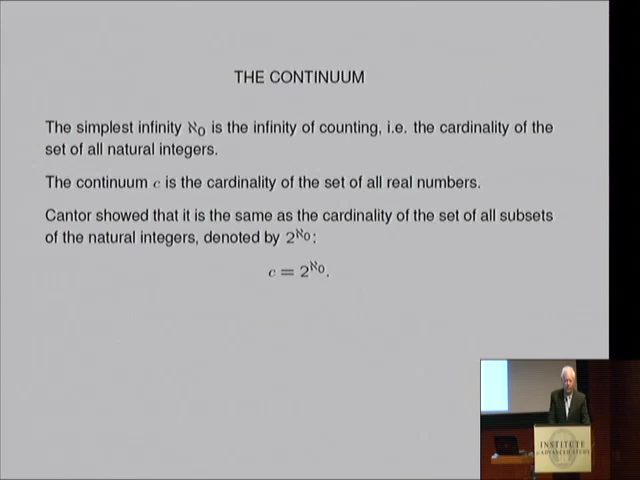 THE CONTINUUM
The simplest infinity ℵ₀ is the infinity of counting, i.e. the cardinality of the
set of all natural integers.
The continuum c is the cardinality of the set of all real numbers.
Cantor showed that it is the same as the cardinality of the set of all subsets
of the natural integers, denoted by 2^ℵ₀:
c = 2^ℵ₀.
INSTITUTE
for ADVANCED STUDY